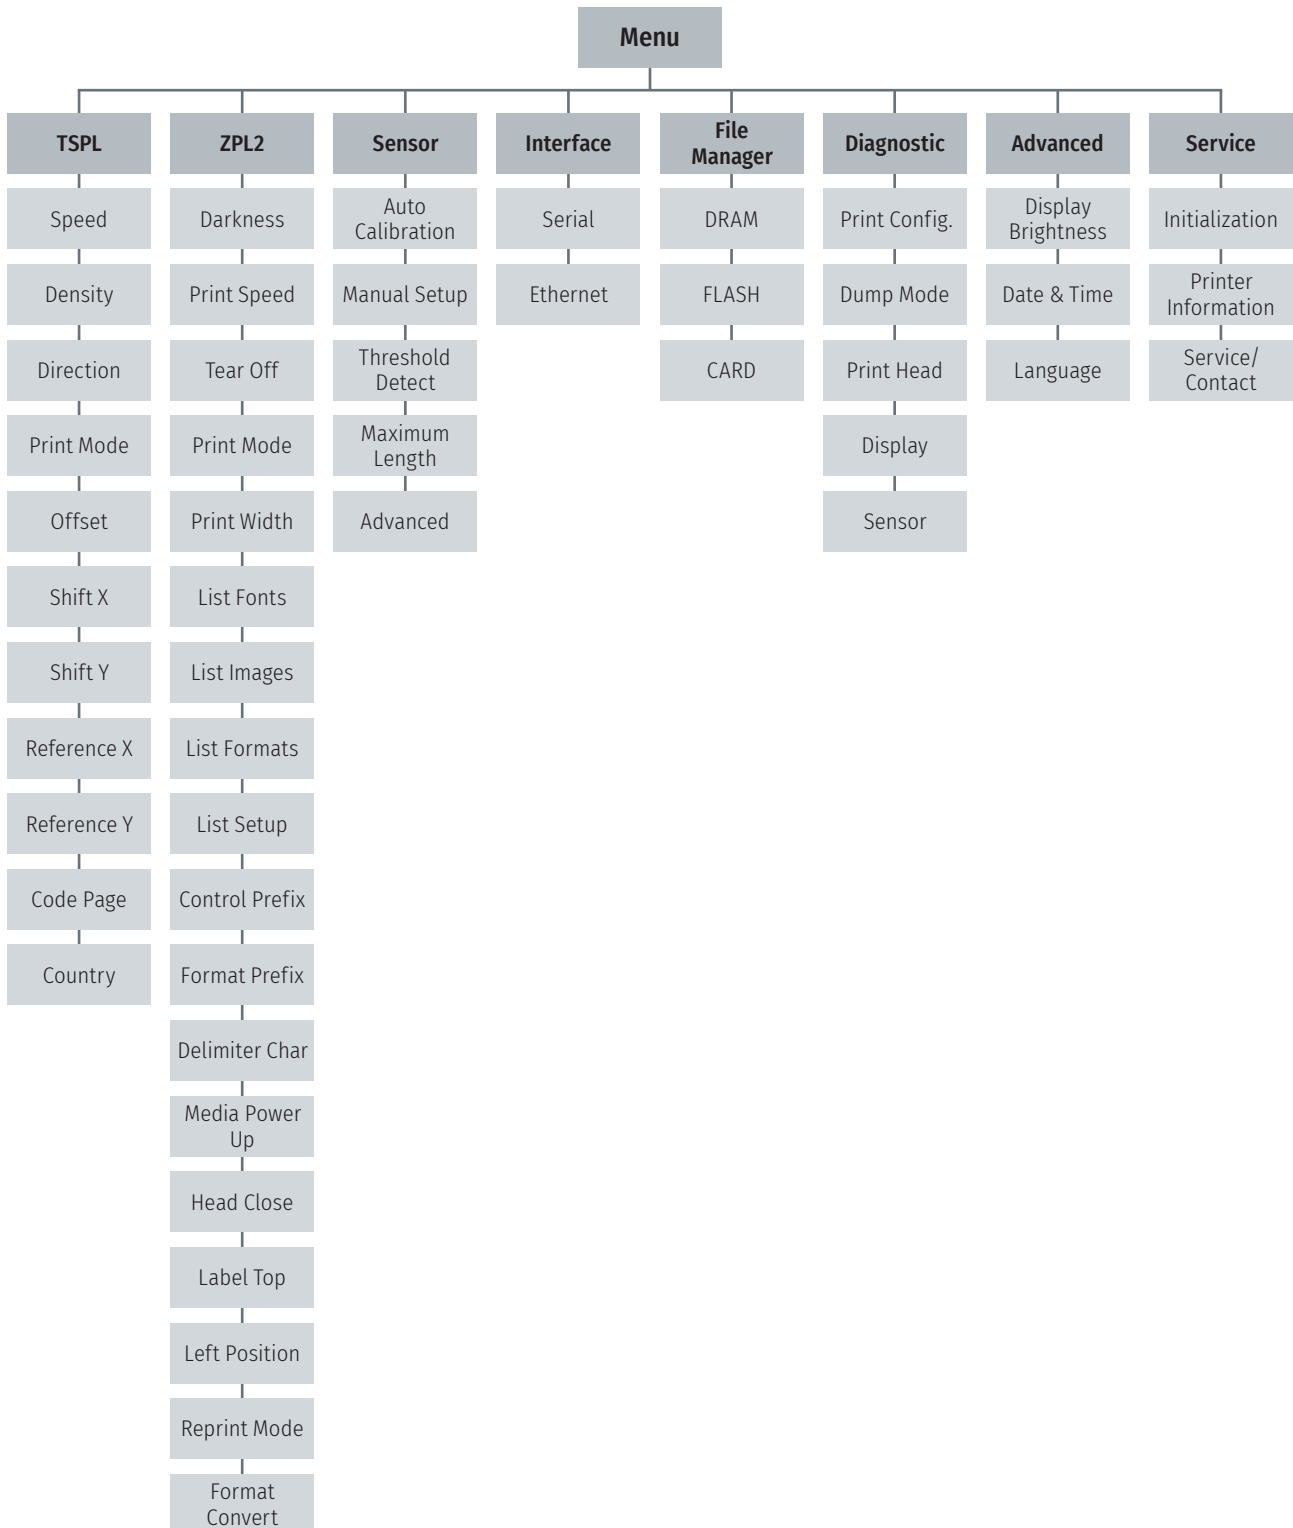 Menu
TSPL
Speed
Density
Direction
Print Mode
Offset
Shift X
Shift Y
Reference X
Reference Y
Code Page
Country
ZPL2
Darkness
Print Speed
Tear Off
Print Mode
Print Width
List Fonts
List Images
List Formats
List Setup
Control Prefix
Format Prefix
Delimiter Char
Media Power
Up
Head Close
Label Top
Left Position
Reprint Mode
Format
Convert
Sensor
Auto
Calibration
Manual Setup
Threshold
Detect
Maximum
Length
Advanced
Interface
Serial
Ethernet
File
Manager
DRAM
FLASH
CARD
Diagnostic
Print Config.
Dump Mode
Print Head
Display
Sensor
Advanced
Display
Brightness
Date & Time
Language
Service
Initialization
Printer
Information
Service/
Contact